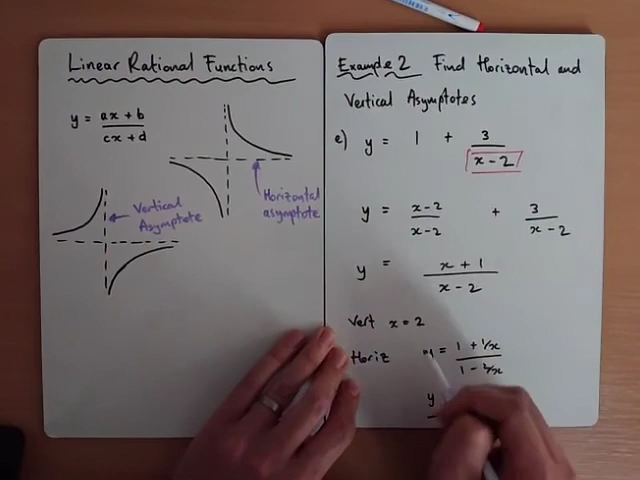 Linear Rational Functions
y = ax + b
cx + d
Vertical
Asymptote
Horizontal
asymptote
Example 2 Find Horizontal and
Vertical Asymptotes
e) y = 1 + 3
x - 2
y = x - 2 + 3
x - 2 x - 2
y = x + 1
x - 2
Vert x = 2
Horiz = 1 + 1/x
1 - 2/x
y